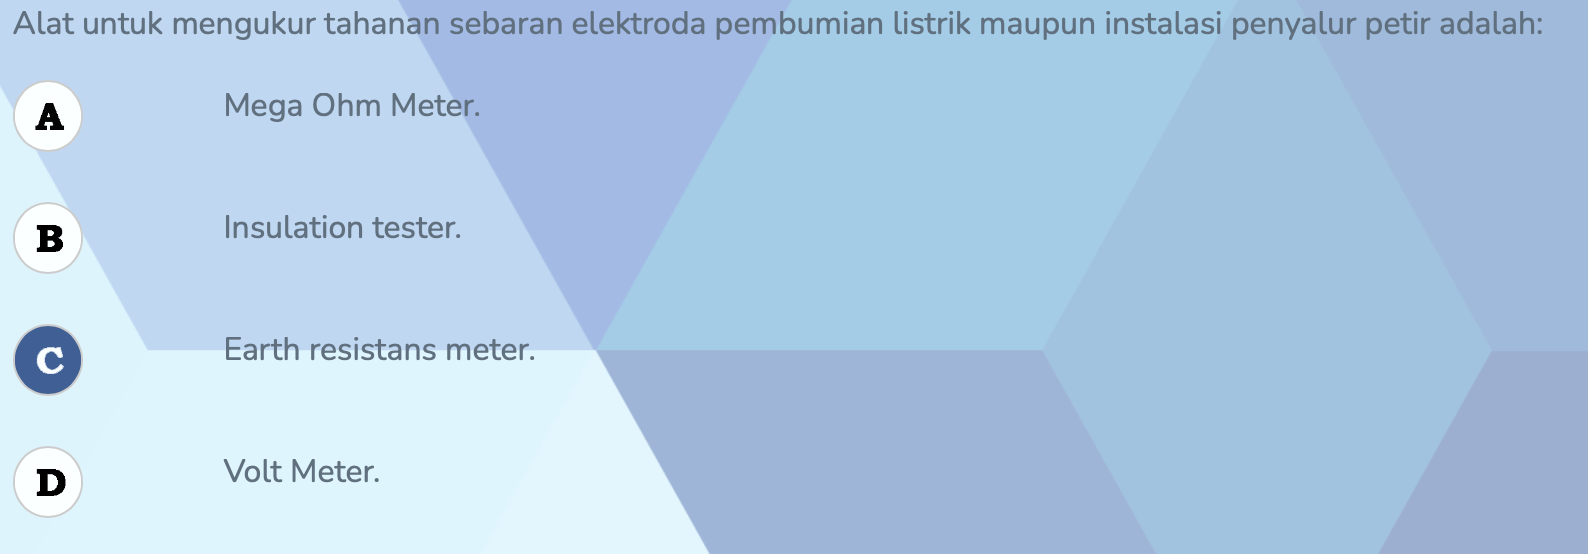 Alat untuk mengukur tahanan sebaran elektroda pembumian listrik maupun instalasi penyalur petir adalah:
A Mega Ohm Meter.
B Insulation tester.
C Earth resistans meter.
D Volt Meter.